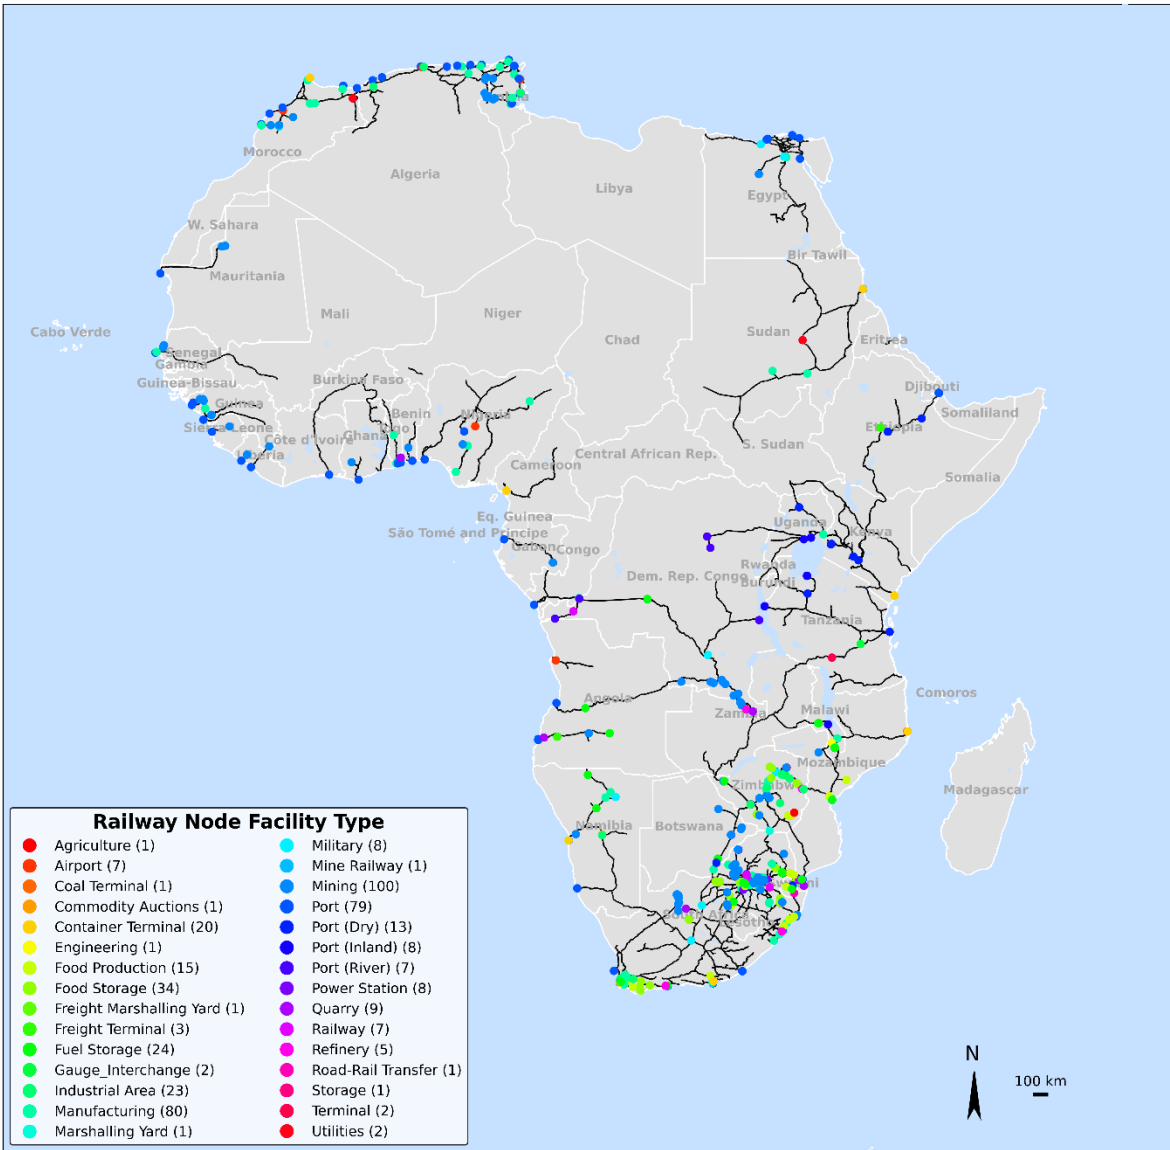 Morocco
Algeria
Libya
Egypt
W. Sahara
Mauritania
Bir Tawil
Cabo Verde
Mali
Niger
Chad
Sudan
Eritrea
Senegal
Gambia
Guinea-Bissau
Guinea
Burkina Faso
Benin
Nigeria
Djibouti
Somaliland
Sierra Leone
Côte d'Ivoire
Ghana
Ethiopia
S. Sudan
Liberia
Cameroon
Central African Rep.
Somalia
Eq. Guinea
São Tomé and Principe
Gabon
Congo
Uganda
Kenya
Dem. Rep. Congo
Rwanda
Burundi
Tanzania
Comoros
Angola
Zambia
Malawi
Mozambique
Madagascar
Zimbabwe
Namibia
Botswana
South Africa
Lesotho
Railway Node Facility Type
Agriculture (1)
Airport (7)
Coal Terminal (1)
Commodity Auctions (1)
Container Terminal (20)
Engineering (1)
Food Production (15)
Food Storage (34)
Freight Marshalling Yard (1)
Freight Terminal (3)
Fuel Storage (24)
Gauge_Interchange (2)
Industrial Area (23)
Manufacturing (80)
Marshalling Yard (1)
Military (8)
Mine Railway (1)
Mining (100)
Port (79)
Port (Dry) (13)
Port (Inland) (8)
Port (River) (7)
Power Station (8)
Quarry (9)
Railway (7)
Refinery (5)
Road-Rail Transfer (1)
Storage (1)
Terminal (2)
Utilities (2)
N
100 km